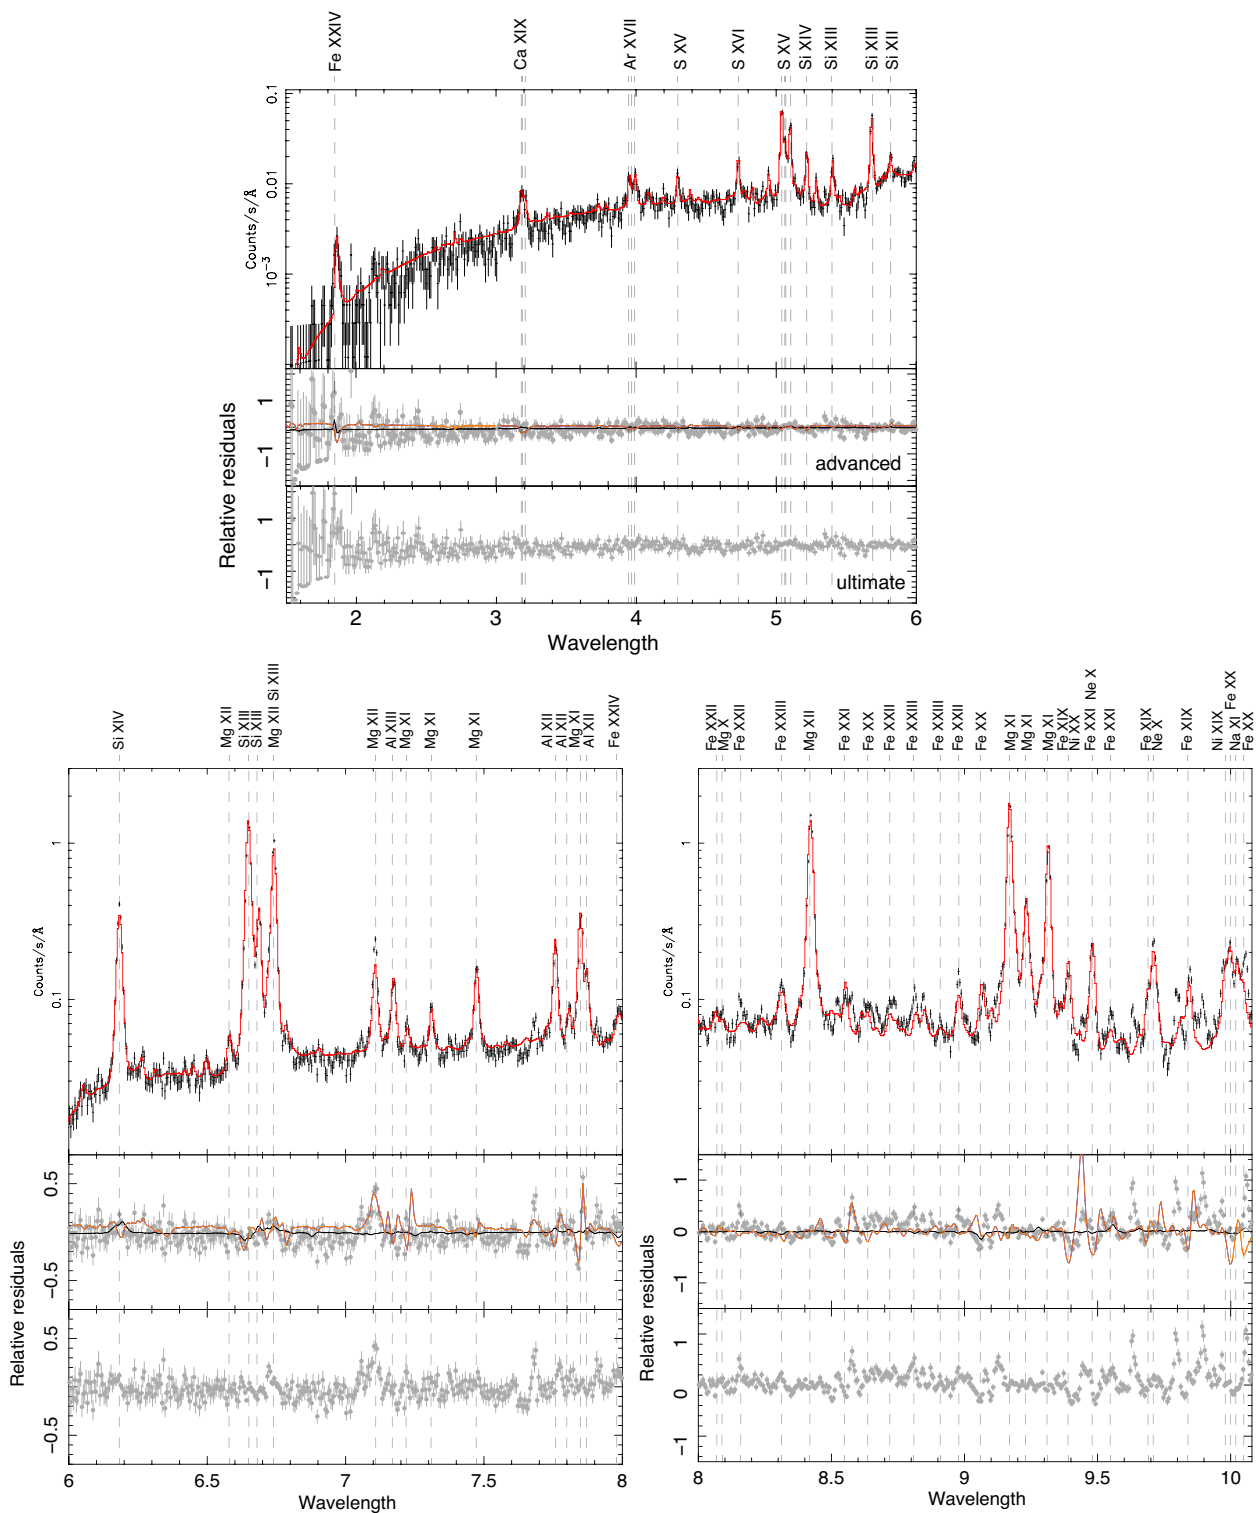 Fe XXIV
Ca XIX
Ar XVII
S XV
S XVI
S XV
Si XIV
Si XIII
Si XIII
Si XII
0.1
0.01
10⁻³
Counts/s/Å
1
−1
advanced
1
−1
ultimate
Relative residuals
Relative residuals
2 3 4 5 6
Wavelength
Si XIV
Mg XII
Si XIII
Si XIII
Mg XII Si XIII
Mg XII
Al XIII
Mg XI
Mg XI
Mg XI
Al XII
Al XII
Mg XI
Al XII
Fe XXIV
1
0.1
Counts/s/Å
0.5
−0.5
0.5
−0.5
Relative residuals
6 6.5 7 7.5 8
Wavelength
Fe XXII
Mg X
Fe XXII
Fe XXIII
Mg XII
Fe XXI
Fe XX
Fe XXII
Fe XXIII
Fe XXIII
Fe XXII
Fe XX
Mg XI
Mg XI
Mg XI
Fe XIX
Ni XX
Fe XXI Ne X
Fe XXI
Fe XIX
Ne X
Fe XIX
Ni XIX
Fe XX
Na XI
Fe XX
1
0.1
Counts/s/Å
1
0
−1
1
0
−1
Relative residuals
8 8.5 9 9.5 10
Wavelength